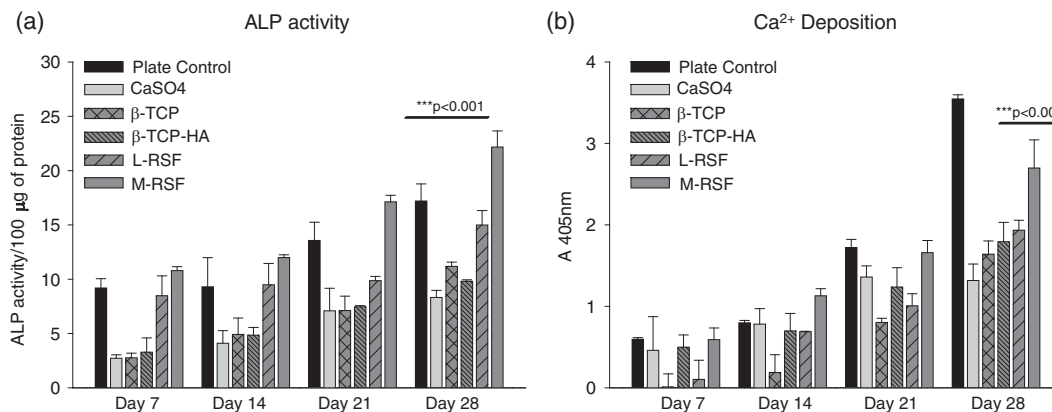 (a)
ALP activity
ALP activity/100 μg of protein
30
25
20
15
10
5
0
Plate Control
CaSO4
β-TCP
β-TCP-HA
L-RSF
M-RSF
***p<0.001
Day 7 Day 14 Day 21 Day 28
(b)
Ca²⁺ Deposition
A 405nm
4
3
2
1
0
Plate Control
CaSO4
β-TCP
β-TCP-HA
L-RSF
M-RSF
***p<0.00
Day 7 Day 14 Day 21 Day 28